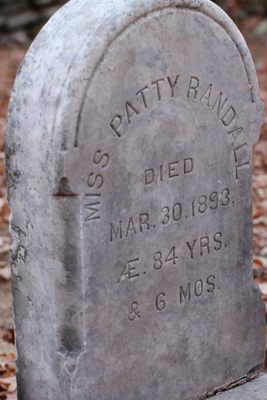 MISS PATTY RANDALL
DIED
MAR. 30. 1893.
Æ. 84 YRS.
& 6 MOS.